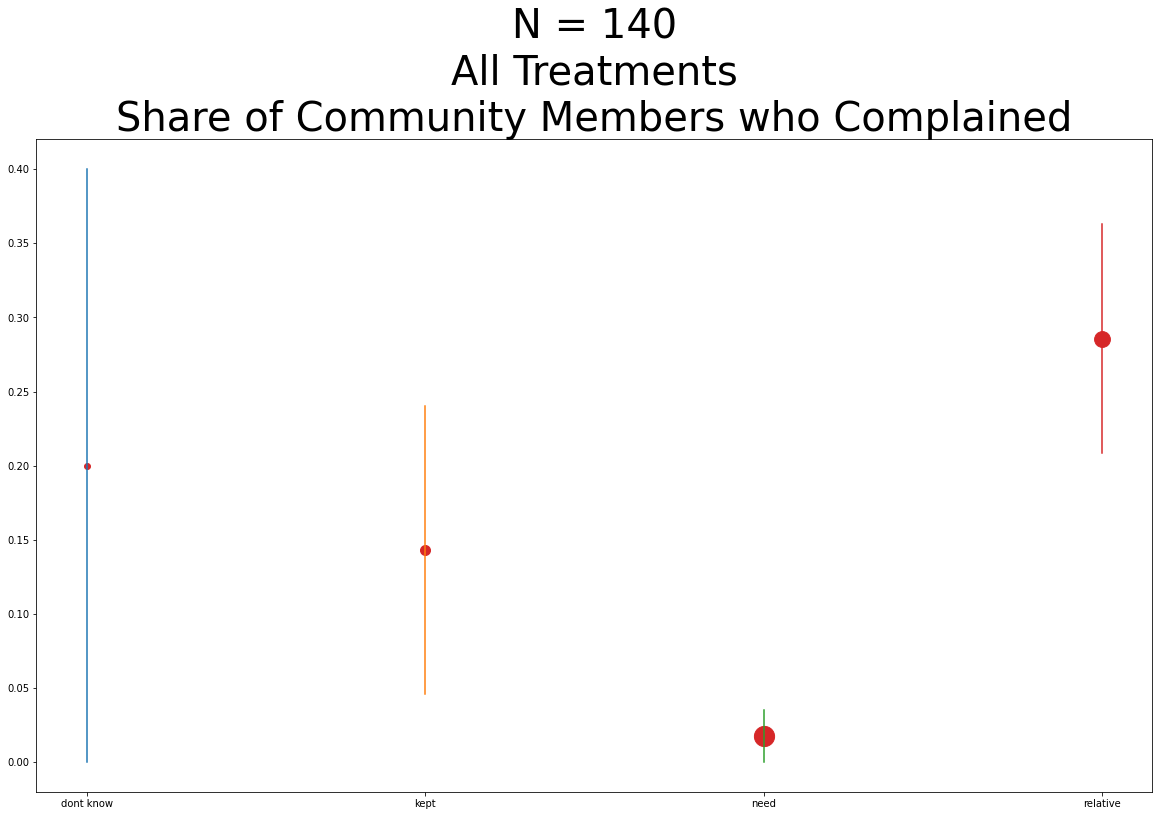 N = 140
All Treatments
Share of Community Members who Complained
0.40
0.35
0.30
0.25
0.20
0.15
0.10
0.05
0.00
dont know kept need relative